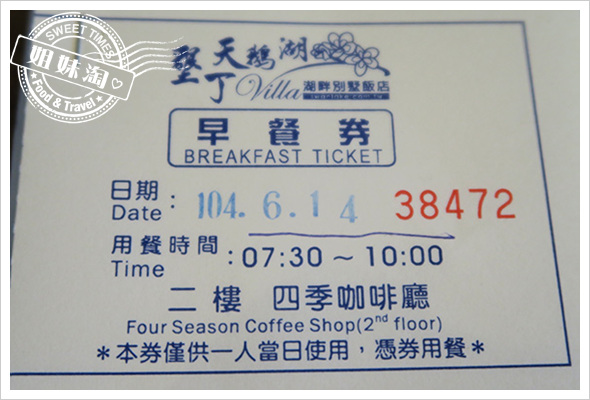 SWEET TIMES
姐妹淘
Food & Travel
墾丁天鵝湖
Villa 湖畔別墅飯店
早餐券
BREAKFAST TICKET
日期
Date : 104. 6. 14 38472
用餐時間
Time : 07:30 ~ 10:00
二樓 四季咖啡廳
Four Season Coffee Shop(2nd floor)
*本券僅供一人當日使用，憑券用餐*